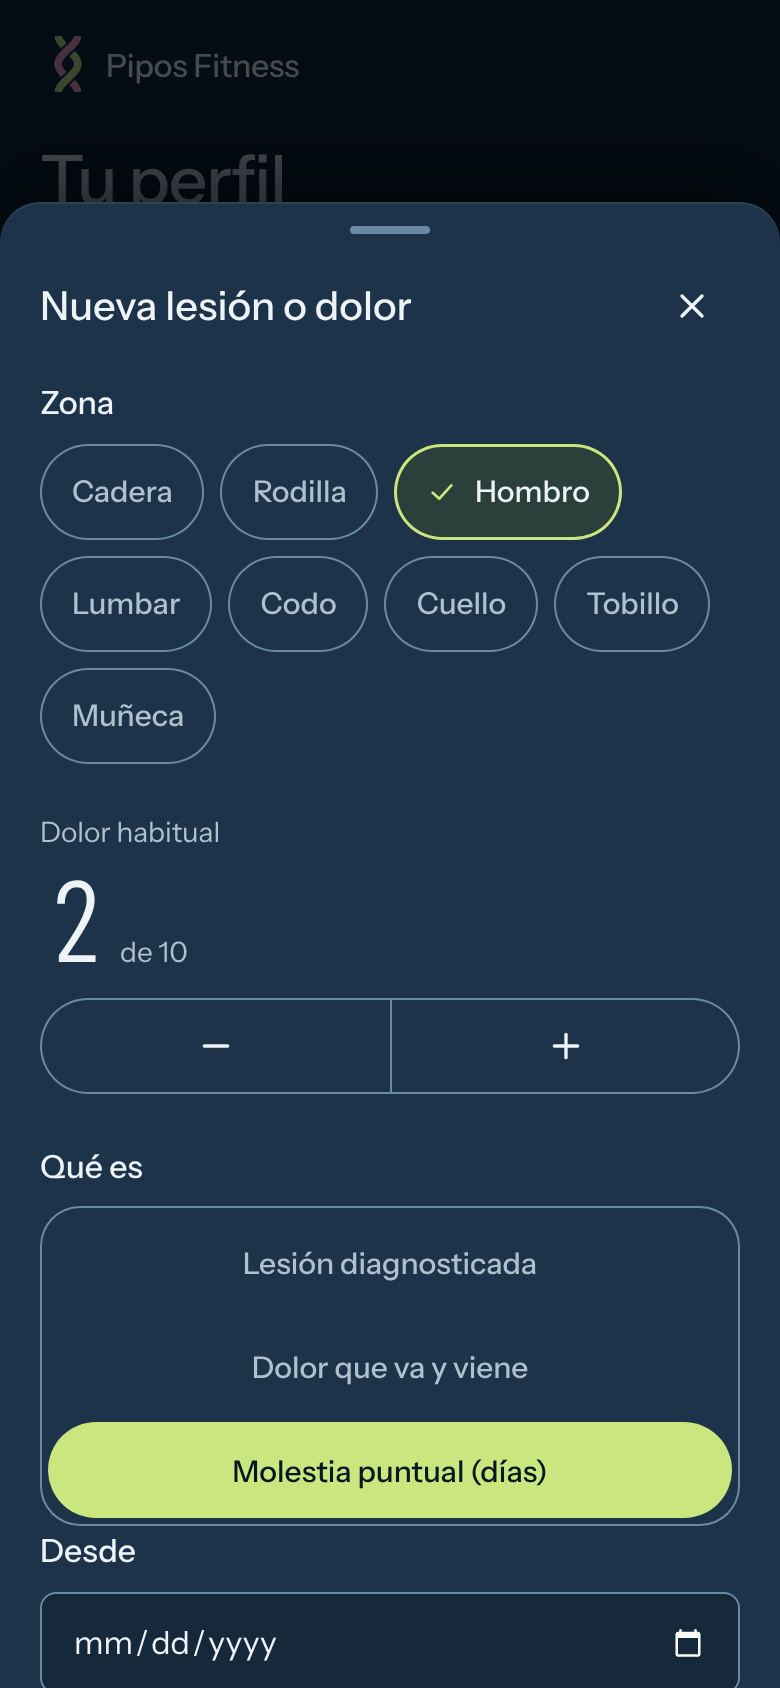 Pipos Fitness
Tu perfil
Nueva lesión o dolor
Zona
Cadera
Rodilla
Hombro
Lumbar
Codo
Cuello
Tobillo
Muñeca
Dolor habitual
2 de 10
Qué es
Lesión diagnosticada
Dolor que va y viene
Molestia puntual (días)
Desde
mm/dd/yyyy